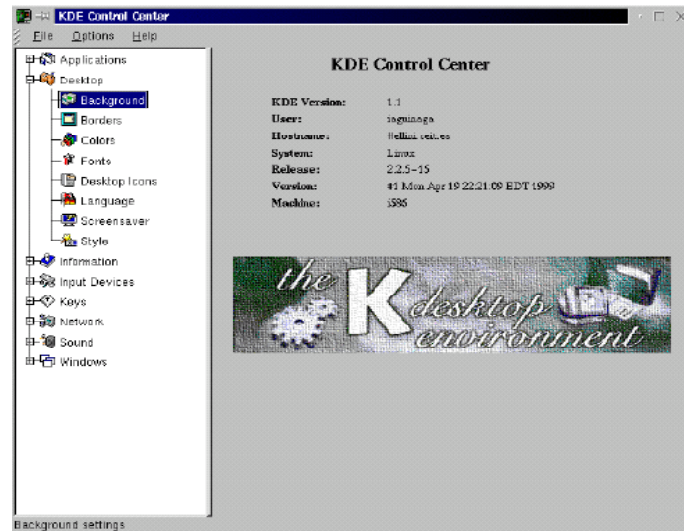 KDE Control Center
File Options Help
Applications
Desktop
Background
Borders
Colors
Fonts
Desktop Icons
Language
Screensaver
Style
Information
Input Devices
Keys
Network
Sound
Windows
KDE Control Center
KDE Version: 1.1
User:
Hostname:
System: Linux
Release: 2.2.5-15
Version: #1 Mon Apr 19 22:21:09 EDT 1999
Machine: i586
the K desktop
environment
Background settings